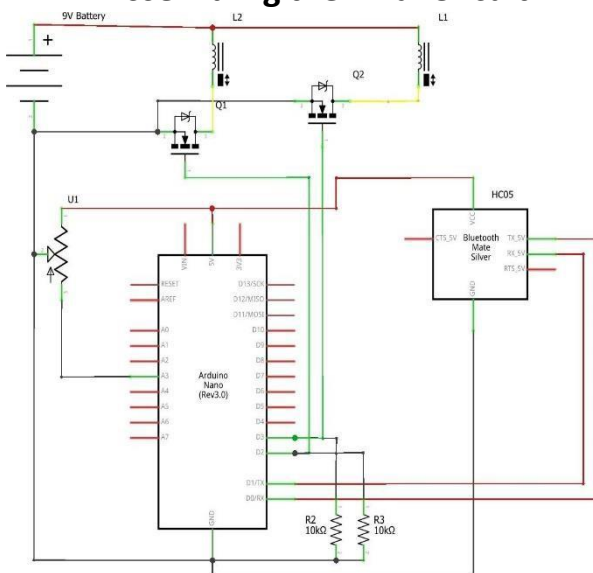 9V Battery
+
L2
L1
Q1
Q2
U1
HC05
VCC
Bluetooth
Mate
Silver
CTS_5V
TX_5V
RX_5V
RTS_5V
GND
VIN
5V
3V3
RESET
AREF
A0
A1
A2
A3
A4
A5
A6
A7
Arduino
Nano
(Rev3.0)
D13/SCK
D12/MISO
D11/MOSI
D10
D9
D8
D7
D6
D5
D4
D3
D2
D1/TX
D0/RX
GND
R2
10kΩ
R3
10kΩ